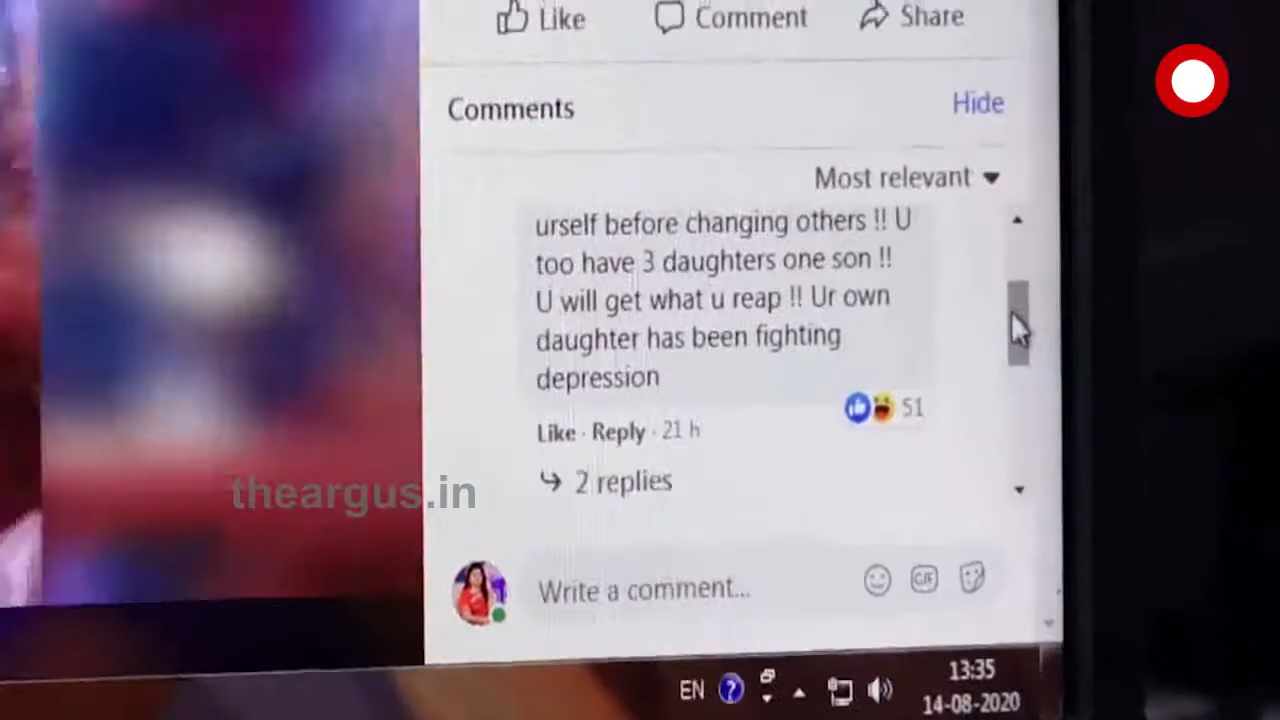 Like Comment Share
Comments Hide
Most relevant
urself before changing others !! U
too have 3 daughters one son !!
U will get what u reap !! Ur own
daughter has been fighting
depression
51
Like · Reply · 21 h
2 replies
theargus.in
Write a comment...
GIF
EN ? 13:35
14-08-2020